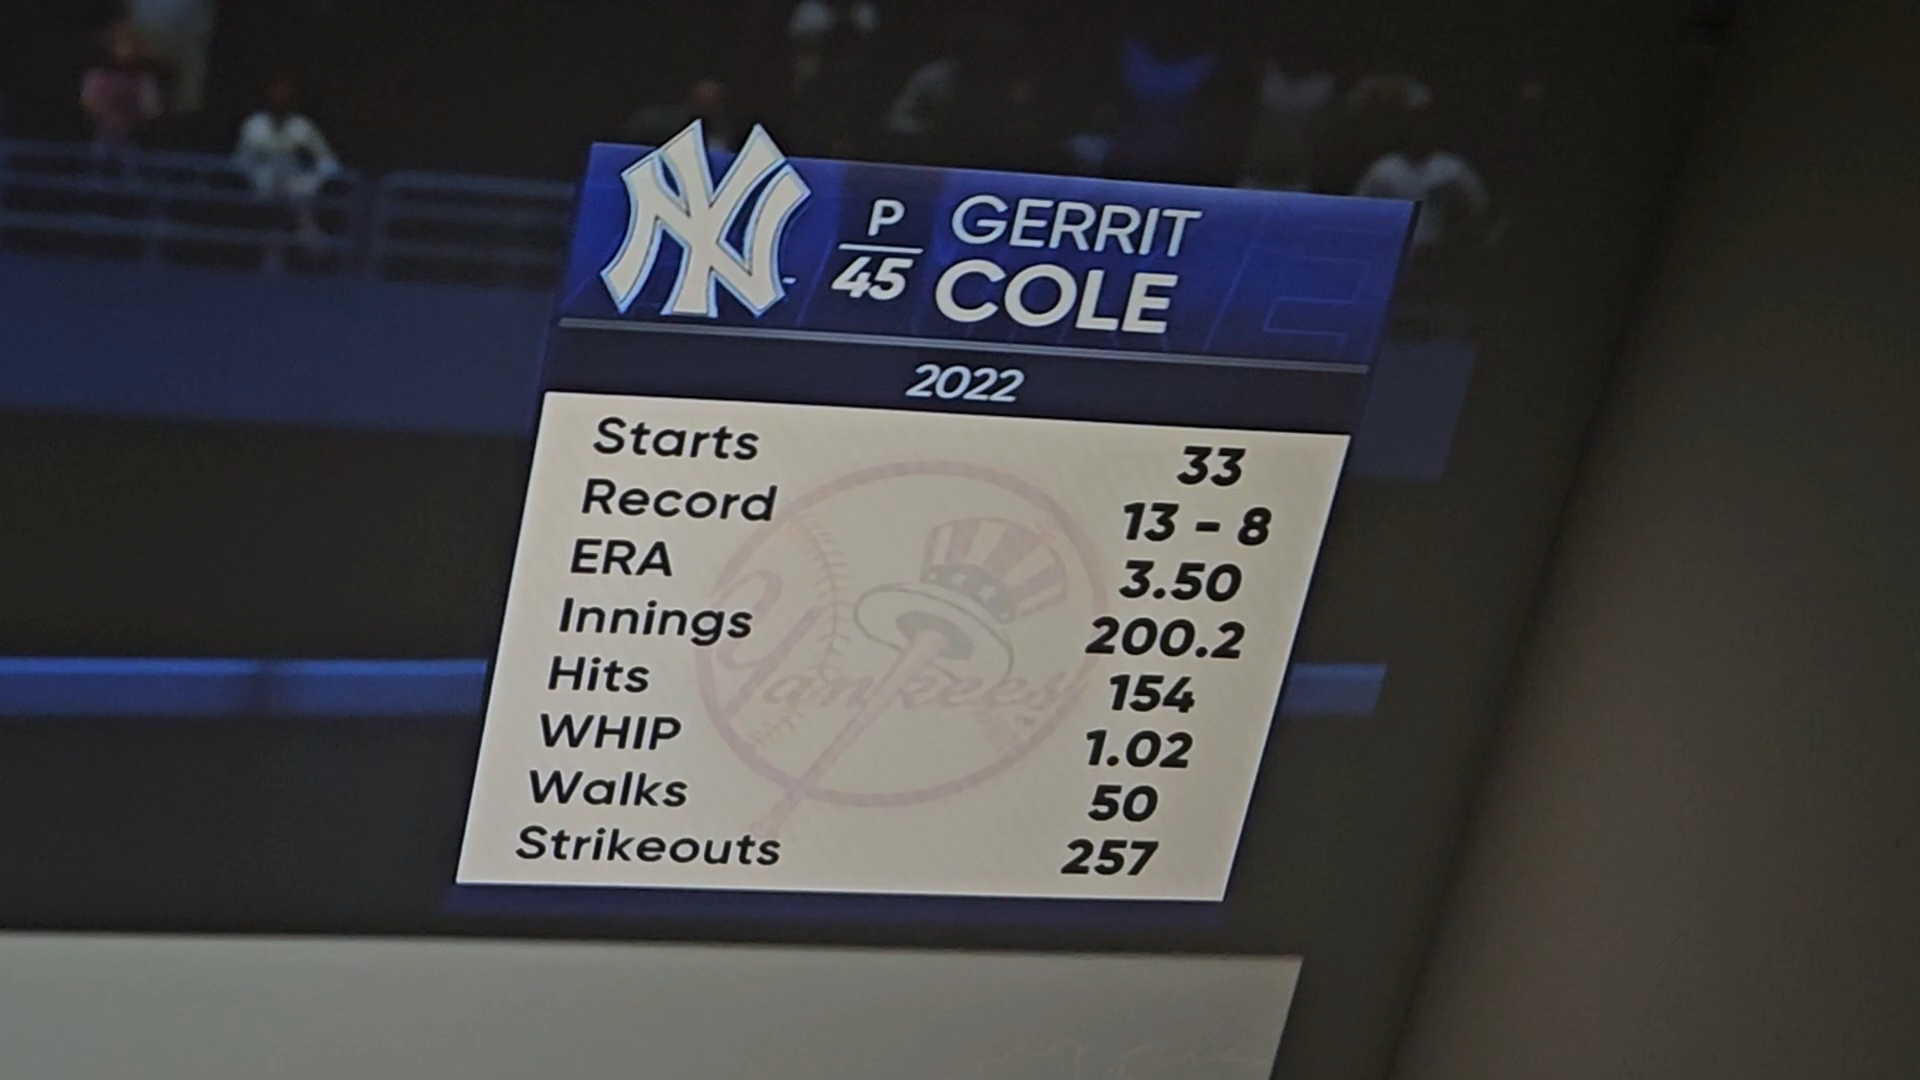 NY
P
45
GERRIT
COLE
2022
Starts 33
Record 13 - 8
ERA 3.50
Innings 200.2
Hits 154
WHIP 1.02
Walks 50
Strikeouts 257
Yankees